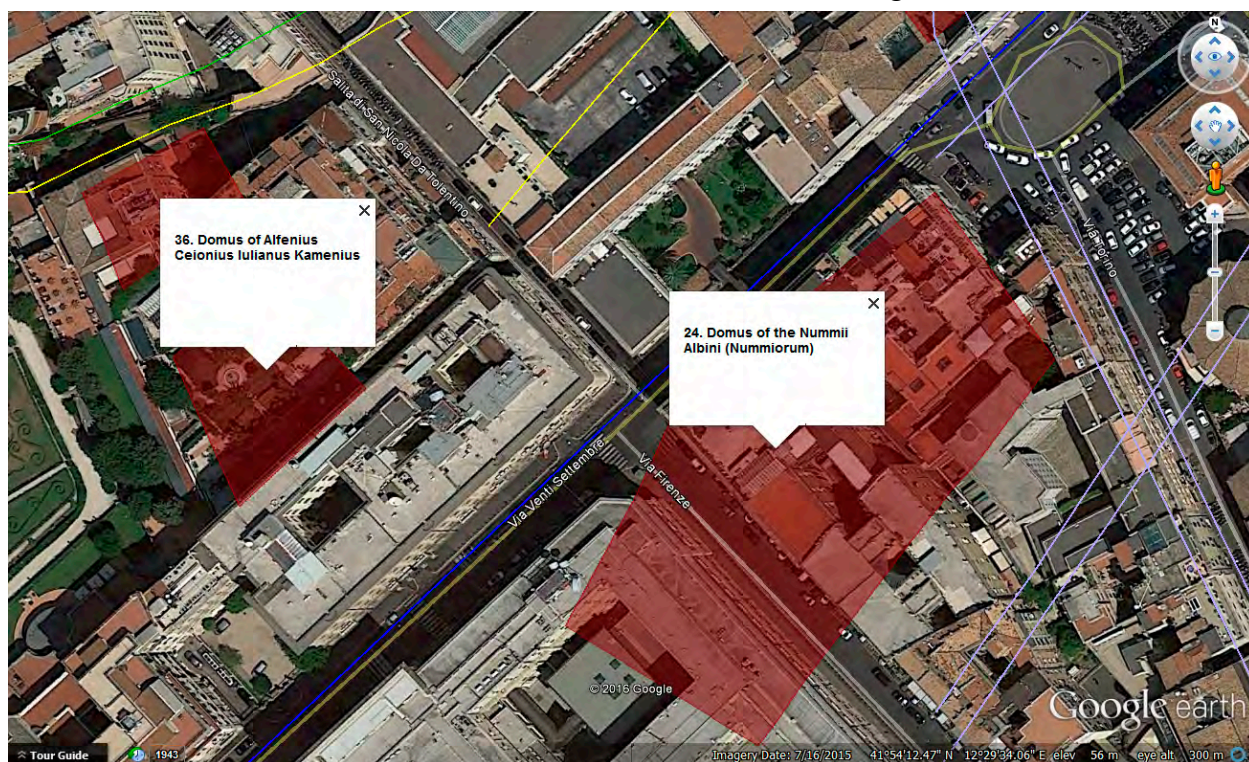 N
Salita di San Nicola Da Tolentino
36. Domus of Alfenius
Ceionius Iulianus Kamenius
24. Domus of the Nummii
Albini (Nummiorum)
Via Torino
Via Firenze
Via Venti Settembre
© 2016 Google
Google earth
Tour Guide
1943
Imagery Date: 7/16/2015 41°54'12.47" N 12°29'34.06" E elev 56 m eye alt 300 m